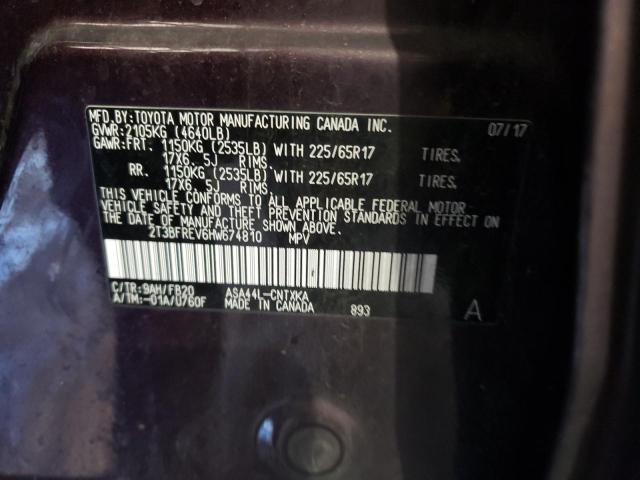 MFD.BY:TOYOTA MOTOR MANUFACTURING CANADA INC. 07/17
GVWR:2105KG (4640LB)
GAWR:FRT. 1150KG (2535LB) WITH 225/65R17 TIRES,
17X6. 5J RIMS,
RR. 1150KG (2535LB) WITH 225/65R17 TIRES,
17X6. 5J RIMS,
THIS VEHICLE CONFORMS TO ALL APPLICABLE FEDERAL MOTOR
VEHICLE SAFETY AND THEFT PREVENTION STANDARDS IN EFFECT ON
THE DATE OF MANUFACTURE SHOWN ABOVE.
2T3BFREV6HW674810 MPV
C/TR:9AH/FB20 ASA44L-CNTXKA
A/TM:-01A/U760F MADE IN CANADA 893 A